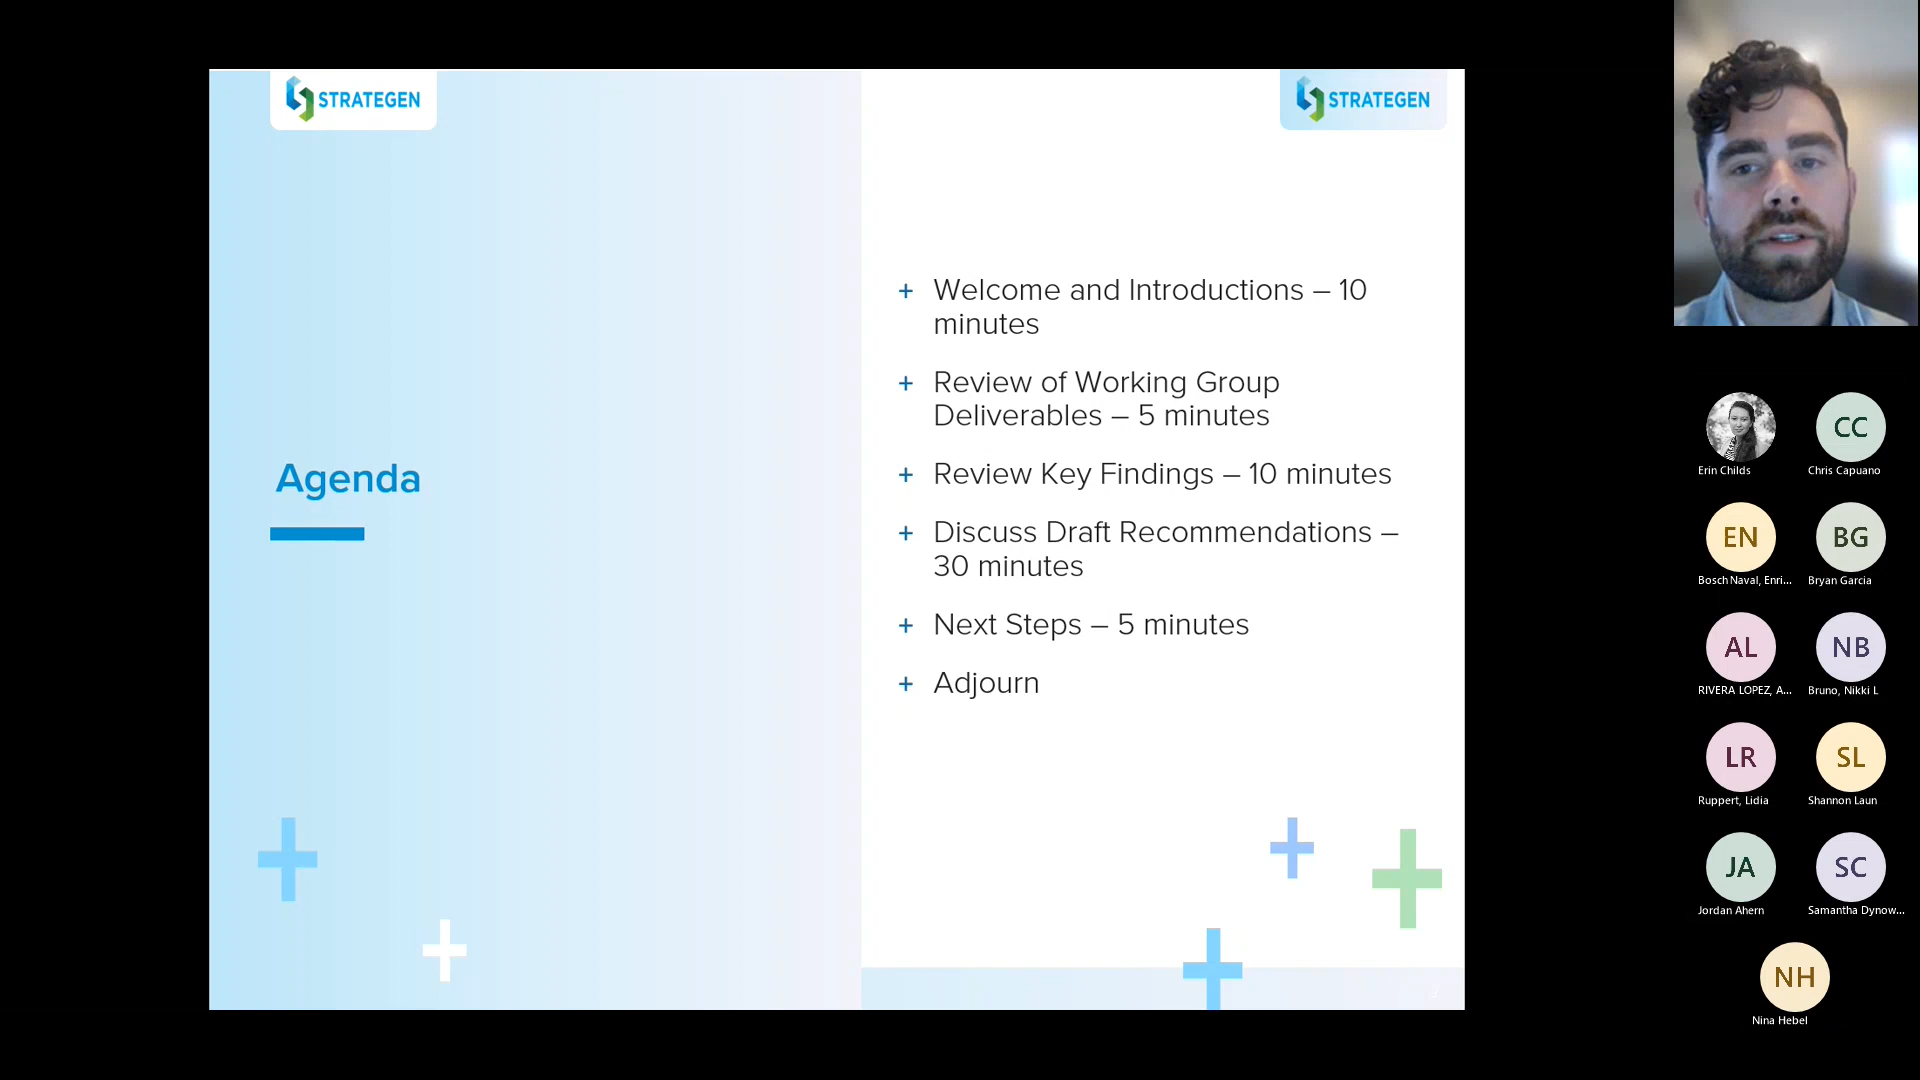 STRATEGEN
STRATEGEN
Agenda
+ Welcome and Introductions – 10
minutes
+ Review of Working Group
Deliverables – 5 minutes
+ Review Key Findings – 10 minutes
+ Discuss Draft Recommendations –
30 minutes
+ Next Steps – 5 minutes
+ Adjourn
Erin Childs
CC
Chris Capuano
EN
Bosch Naval, Enri...
BG
Bryan Garcia
AL
RIVERA LOPEZ, A...
NB
Bruno, Nikki L
LR
Ruppert, Lidia
SL
Shannon Laun
JA
Jordan Ahern
SC
Samantha Dynow...
NH
Nina Hebel